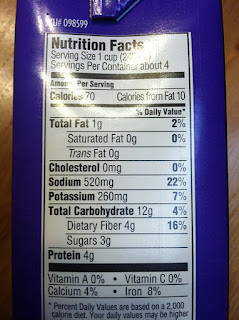 SKU# 098599
Nutrition Facts
Serving Size 1 cup
Servings Per Container about 4
Amount Per Serving
Calories 70 Calories from Fat 10
% Daily Value*
Total Fat 1g 2%
Saturated Fat 0g 0%
Trans Fat 0g
Cholesterol 0mg 0%
Sodium 520mg 22%
Potassium 260mg 7%
Total Carbohydrate 12g 4%
Dietary Fiber 4g 16%
Sugars 3g
Protein 4g
Vitamin A 0% • Vitamin C 0%
Calcium 4% • Iron 8%
* Percent Daily Values are based on a 2,000
calorie diet. Your daily values may be higher